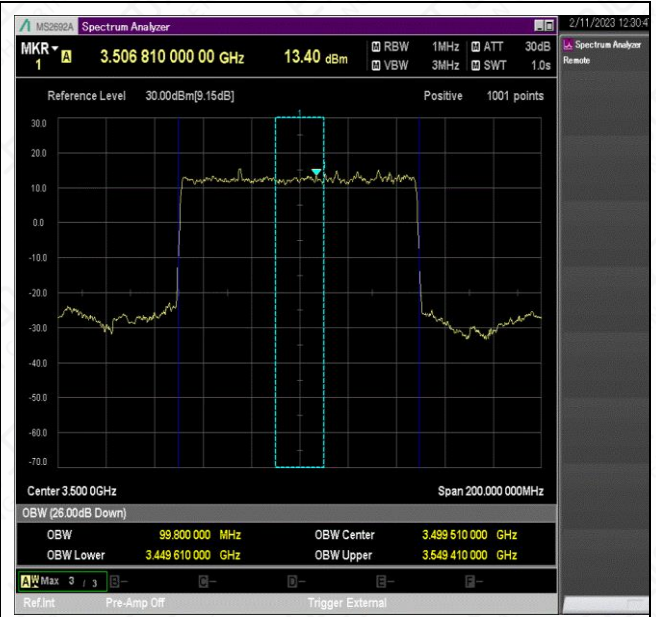 MS2692A Spectrum Analyzer
2/11/2023 12:30:47
MKR 1 A 3.506 810 000 00 GHz 13.40 dBm
M RBW 1MHz M ATT 30dB
M VBW 3MHz M SWT 1.0s
Spectrum Analyzer
Remote
Reference Level 30.00dBm[9.15dB] Positive 1001 points
1
30.0
20.0
10.0
0.0
-10.0
-20.0
-30.0
-40.0
-50.0
-60.0
-70.0
Center 3.500 0GHz Span 200.000 000MHz
OBW (26.00dB Down)
OBW 99.800 000 MHz OBW Center 3.499 510 000 GHz
OBW Lower 3.449 610 000 GHz OBW Upper 3.549 410 000 GHz
A W Max 3 / 3 B- C- D- E- F-
Ref.Int Pre-Amp Off Trigger External